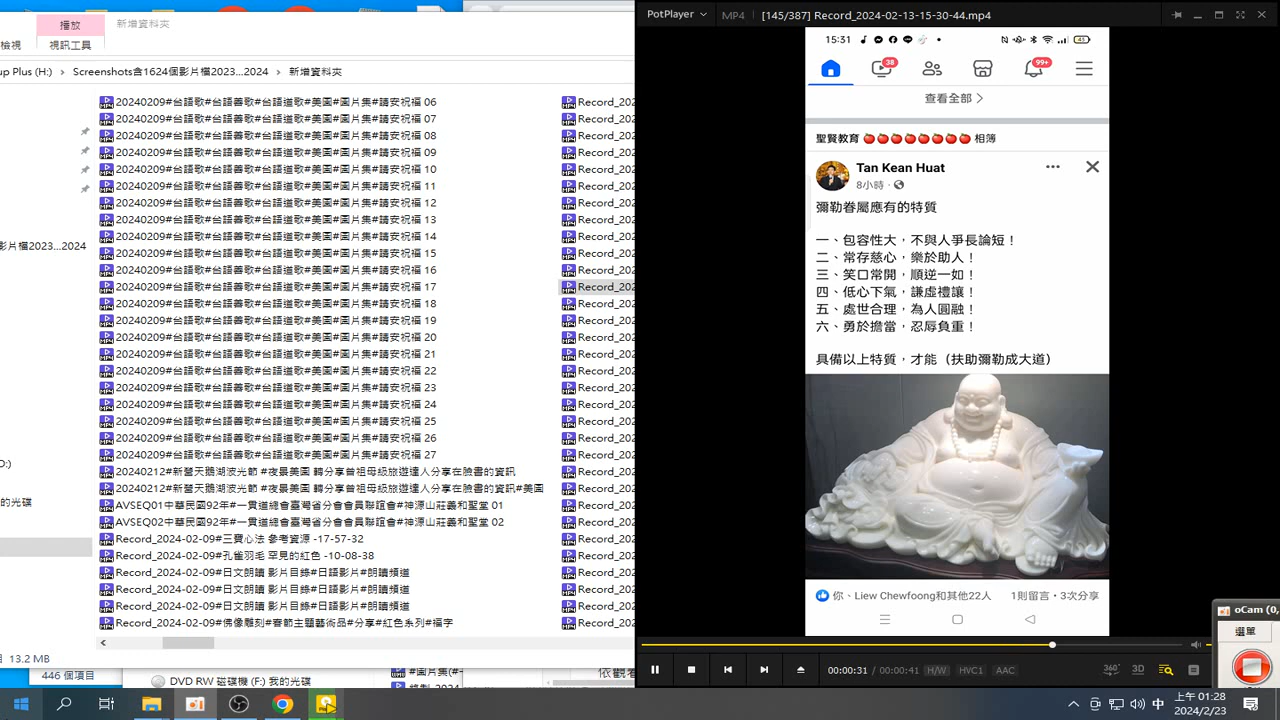 播放
新增資料夾
檢視
視訊工具
up Plus (H:) > Screenshots含1624個影片檔2023...2024 > 新增資料夾
影片檔2023...2024
20240209#台語歌#台語善歌#台語道歌#美圖#圖片集#請安祝福 06
20240209#台語歌#台語善歌#台語道歌#美圖#圖片集#請安祝福 07
20240209#台語歌#台語善歌#台語道歌#美圖#圖片集#請安祝福 08
20240209#台語歌#台語善歌#台語道歌#美圖#圖片集#請安祝福 09
20240209#台語歌#台語善歌#台語道歌#美圖#圖片集#請安祝福 10
20240209#台語歌#台語善歌#台語道歌#美圖#圖片集#請安祝福 11
20240209#台語歌#台語善歌#台語道歌#美圖#圖片集#請安祝福 12
20240209#台語歌#台語善歌#台語道歌#美圖#圖片集#請安祝福 13
20240209#台語歌#台語善歌#台語道歌#美圖#圖片集#請安祝福 14
20240209#台語歌#台語善歌#台語道歌#美圖#圖片集#請安祝福 15
20240209#台語歌#台語善歌#台語道歌#美圖#圖片集#請安祝福 16
20240209#台語歌#台語善歌#台語道歌#美圖#圖片集#請安祝福 17
20240209#台語歌#台語善歌#台語道歌#美圖#圖片集#請安祝福 18
20240209#台語歌#台語善歌#台語道歌#美圖#圖片集#請安祝福 19
20240209#台語歌#台語善歌#台語道歌#美圖#圖片集#請安祝福 20
20240209#台語歌#台語善歌#台語道歌#美圖#圖片集#請安祝福 21
20240209#台語歌#台語善歌#台語道歌#美圖#圖片集#請安祝福 22
20240209#台語歌#台語善歌#台語道歌#美圖#圖片集#請安祝福 23
20240209#台語歌#台語善歌#台語道歌#美圖#圖片集#請安祝福 24
20240209#台語歌#台語善歌#台語道歌#美圖#圖片集#請安祝福 25
20240209#台語歌#台語善歌#台語道歌#美圖#圖片集#請安祝福 26
20240209#台語歌#台語善歌#台語道歌#美圖#圖片集#請安祝福 27
20240212#新營天鵝湖波光節 #夜景美圖 轉分享曾祖母級旅遊達人分享在臉書的資訊
20240212#新營天鵝湖波光節 #夜景美圖 轉分享曾祖母級旅遊達人分享在臉書的資訊#美圖
AVSEQ01中華民國92年#一貫道總會臺灣省分會會員聯誼會#神源山莊義和聖堂 01
AVSEQ02中華民國92年#一貫道總會臺灣省分會會員聯誼會#神源山莊義和聖堂 02
Record_2024-02-09#三寶心法 參考資源 -17-57-32
Record_2024-02-09#孔雀羽毛 罕見的紅色 -10-08-38
Record_2024-02-09#日文朗讀 影片目錄#日語影片#朗讀頻道
Record_2024-02-09#日文朗讀 影片目錄#日語影片#朗讀頻道
Record_2024-02-09#日文朗讀 影片目錄#日語影片#朗讀頻道
Record_2024-02-09#佛像雕刻#春節主題藝術品#分享#紅色系列#福字
13.2 MB
446 個項目
DVD RW 磁碟機 (F:) 我的光碟
的光碟
PotPlayer
MP4
[145/387] Record_2024-02-13-15-30-44.mp4
15:31
45
38
99+
查看全部 >
聖賢教育 相簿
Tan Kean Huat
8小時
彌勒眷屬應有的特質
一、包容性大，不與人爭長論短！
二、常存慈心，樂於助人！
三、笑口常開，順逆一如！
四、低心下氣，謙虛禮讓！
五、處世合理，為人圓融！
六、勇於擔當，忍辱負重！
具備以上特質，才能（扶助彌勒成大道）
你、Liew Chewfoong和其他22人
1則留言・3次分享
00:00:31 / 00:00:41 H/W HVC1 AAC
360°
3D
oCam (0,
選單
中
上午 01:28
2024/2/23